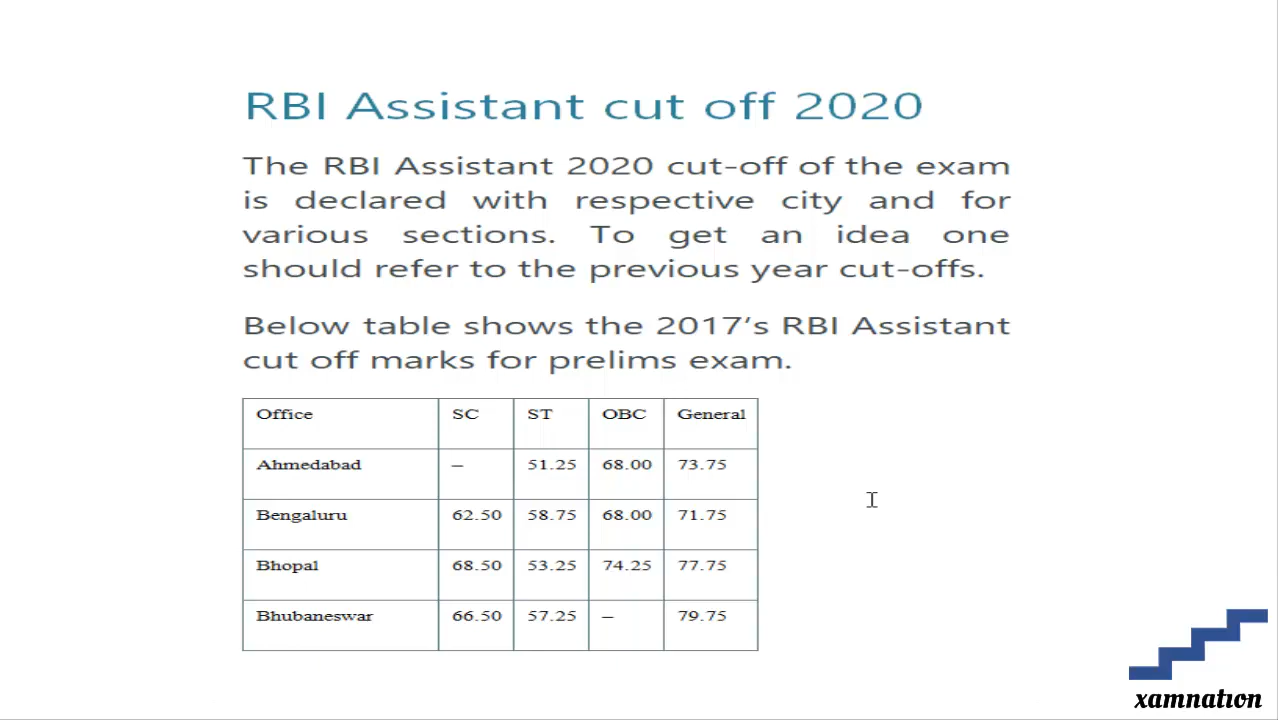 RBI Assistant cut off 2020
The RBI Assistant 2020 cut-off of the exam
is declared with respective city and for
various sections. To get an idea one
should refer to the previous year cut-offs.
Below table shows the 2017’s RBI Assistant
cut off marks for prelims exam.
Office SC ST OBC General
Ahmedabad – 51.25 68.00 73.75
Bengaluru 62.50 58.75 68.00 71.75
Bhopal 68.50 53.25 74.25 77.75
Bhubaneswar 66.50 57.25 – 79.75
xamnation